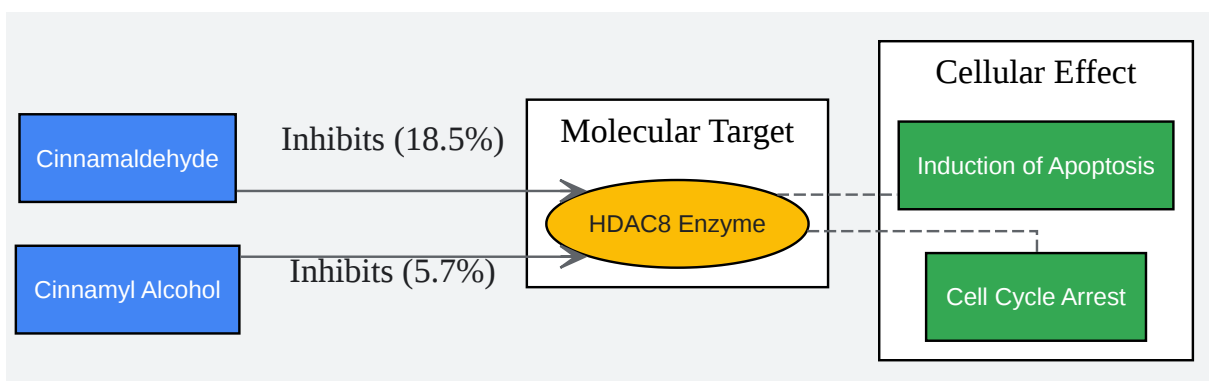 Cinnamaldehyde
Inhibits (18.5%)
Cinnamyl Alcohol
Inhibits (5.7%)
Molecular Target
HDAC8 Enzyme
Cellular Effect
Induction of Apoptosis
Cell Cycle Arrest